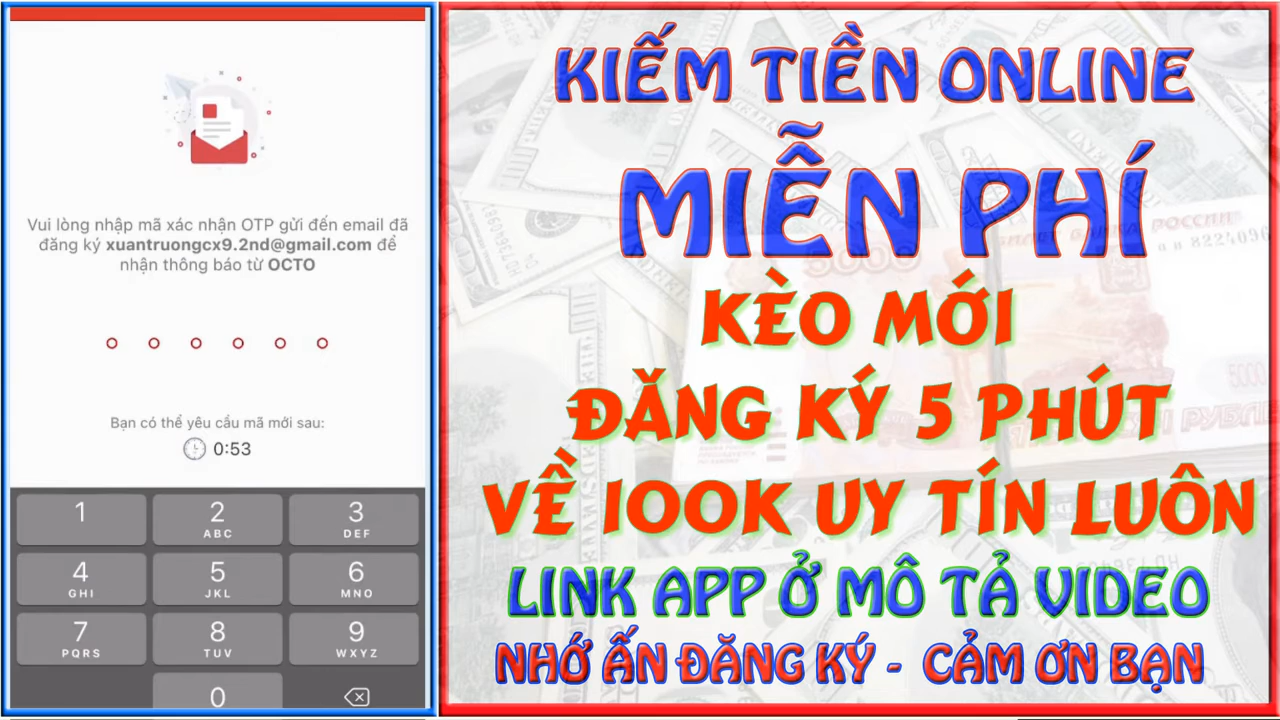 Vui lòng nhập mã xác nhận OTP gửi đến email đã
đăng ký xuantruongcx9.2nd@gmail.com để
nhận thông báo từ OCTO
Bạn có thể yêu cầu mã mới sau:
0:53
1
2
ABC
3
DEF
4
GHI
5
JKL
6
MNO
7
PQRS
8
TUV
9
WXYZ
0
KIẾM TIỀN ONLINE
MIỄN PHÍ
KÈO MỚI
ĐĂNG KÝ 5 PHÚT
VỀ 100K UY TÍN LUÔN
LINK APP Ở MÔ TẢ VIDEO
NHỚ ẤN ĐĂNG KÝ - CẢM ƠN BẠN